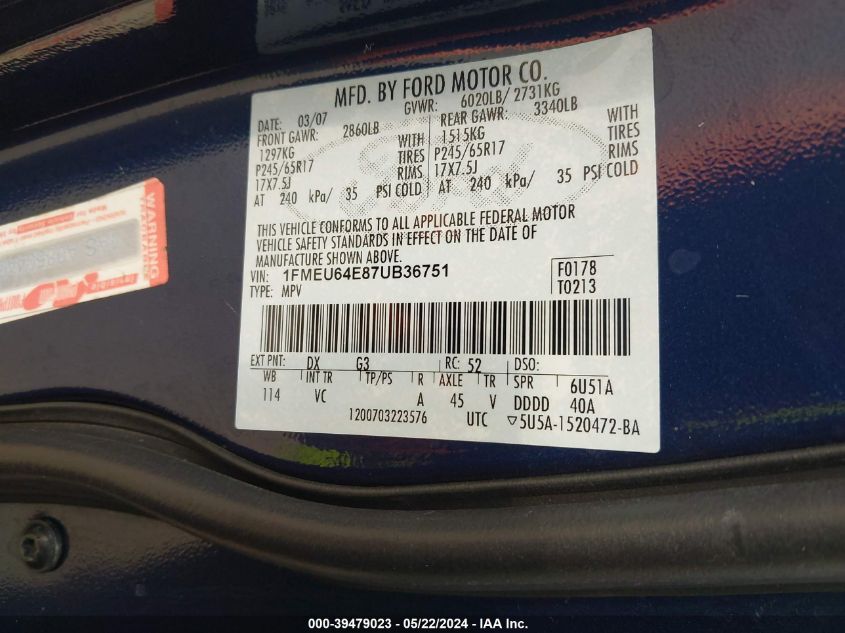 MFD. BY FORD MOTOR CO.
DATE: 03/07 GVWR: 6020LB/ 2731KG
FRONT GAWR: 2860LB REAR GAWR: 3340LB
1297KG WITH 1515KG WITH
P245/65R17 TIRES P245/65R17 TIRES
17X7.5J RIMS 17X7.5J RIMS
AT 240 kPa/ 35 PSI COLD AT 240 kPa/ 35 PSI COLD
THIS VEHICLE CONFORMS TO ALL APPLICABLE FEDERAL MOTOR
VEHICLE SAFETY STANDARDS IN EFFECT ON THE DATE OF
MANUFACTURE SHOWN ABOVE.
VIN: 1FMEU64E87UB36751 F0178
TYPE: MPV T0213
EXT PNT: DX G3 RC: 52 DSO:
WB INT TR TP/PS R AXLE TR SPR 6U51A
114 VC A 45 V DDDD 40A
1200703223576 UTC ▽5U5A-1520472-BA
WARNING
000-39479023 - 05/22/2024 - IAA Inc.